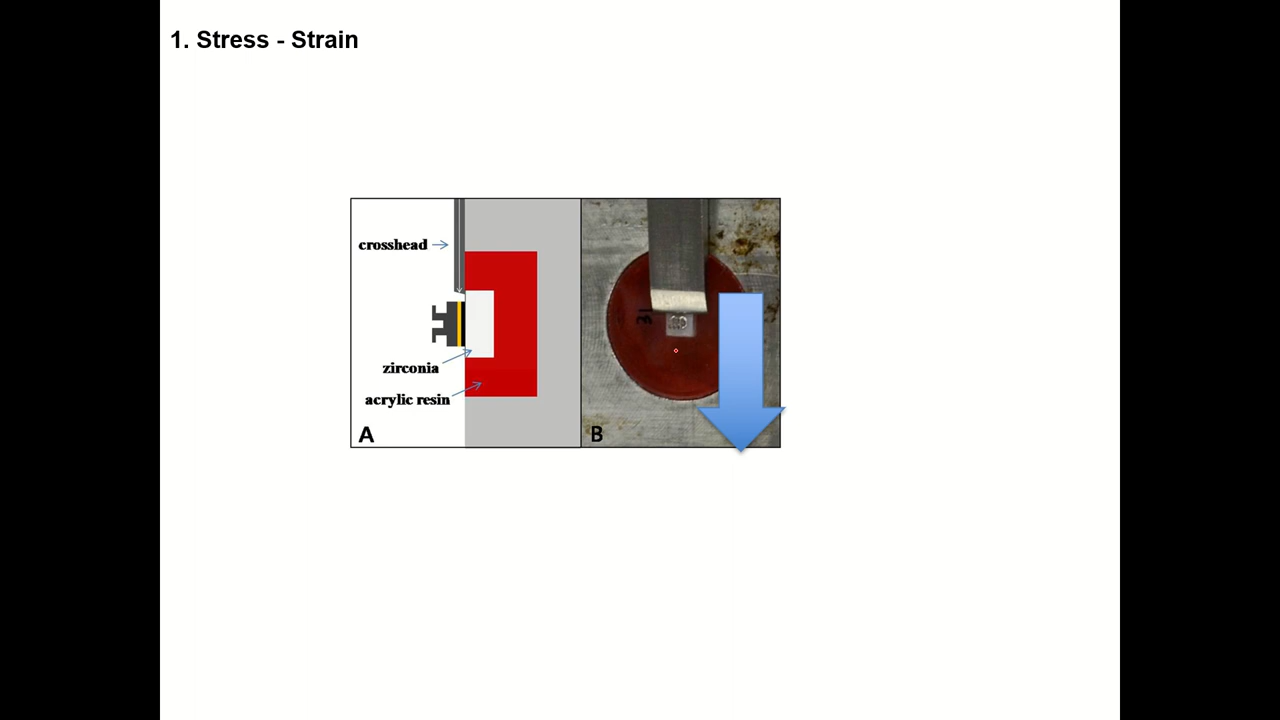 1. Stress - Strain
crosshead
zirconia
acrylic resin
A
B